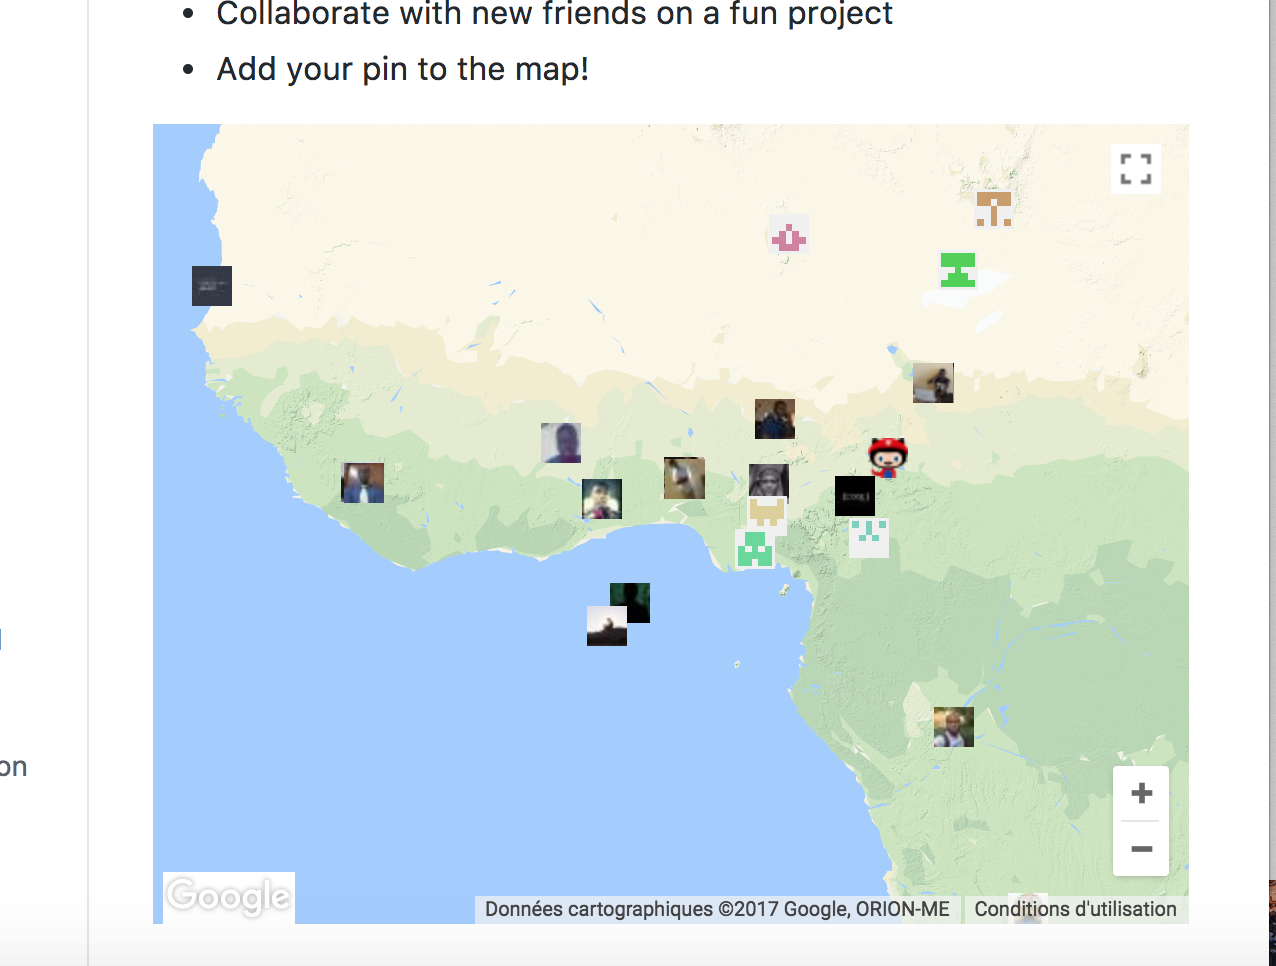 Collaborate with new friends on a fun project
Add your pin to the map!
on
Google
Données cartographiques ©2017 Google, ORION-ME
Conditions d'utilisation